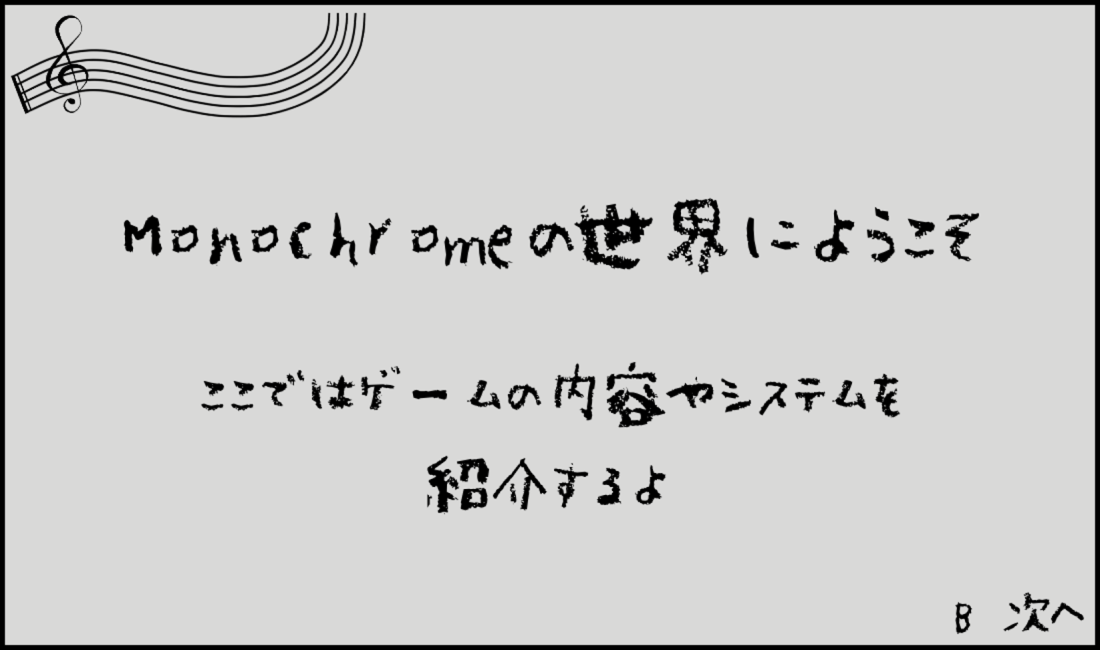 Monochromeの世界にようこそ
ここではゲームの内容やシステムを
紹介するよ
B 次へ